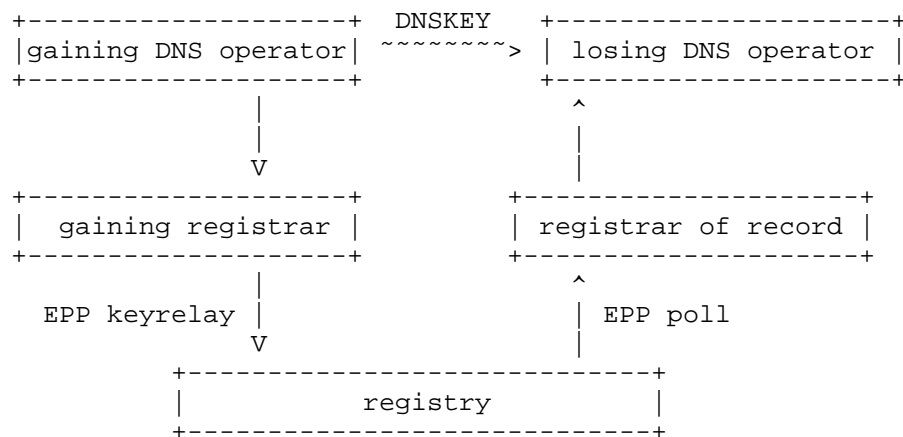 DNSKEY
gaining DNS operator ~~~~~~~~> losing DNS operator
gaining registrar registrar of record
EPP keyrelay EPP poll
registry